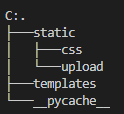 C:.
├───static
│   ├───css
│   └───upload
├───templates
└───__pycache__